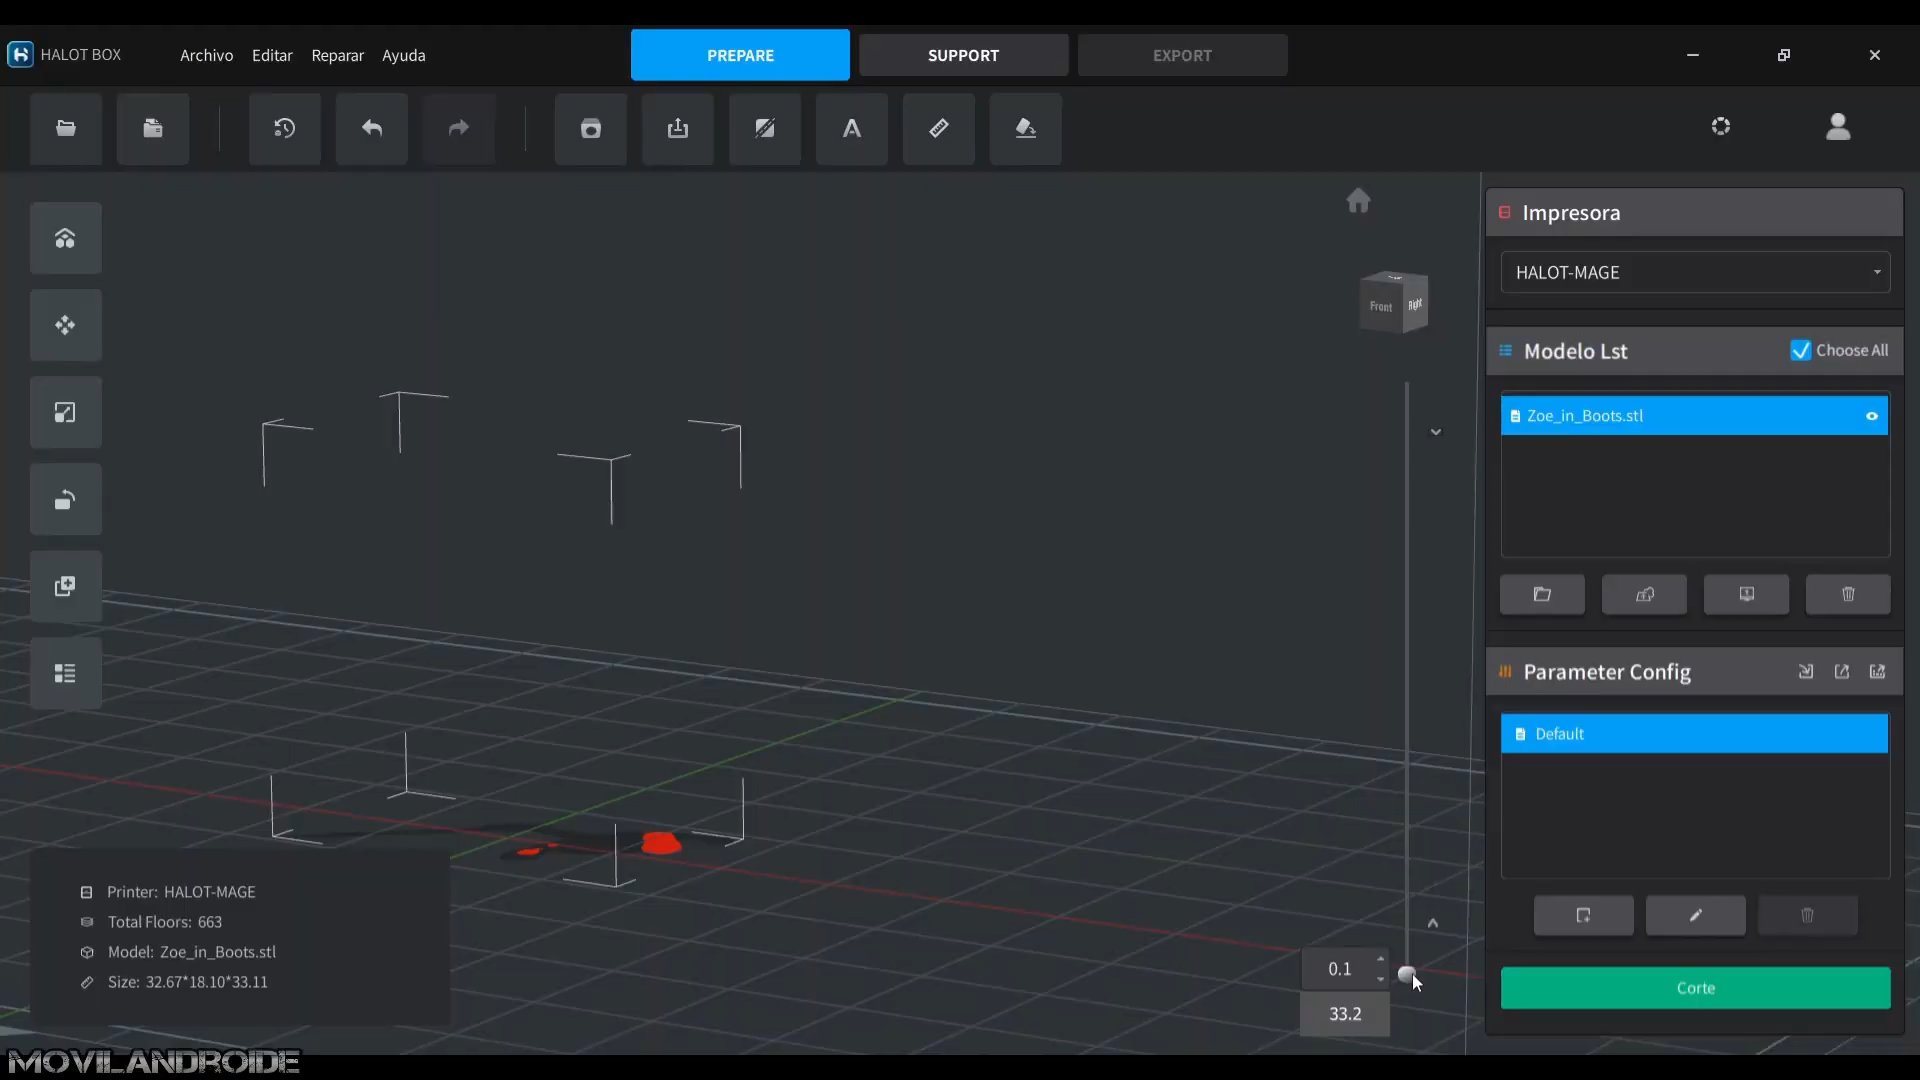 HALOT BOX
Archivo Editar Reparar Ayuda
PREPARE SUPPORT EXPORT
Impresora
HALOT-MAGE
Front Right
Modelo Lst Choose All
Zoe_in_Boots.stl
Parameter Config
Default
Printer: HALOT-MAGE
Total Floors: 663
Model: Zoe_in_Boots.stl
Size: 32.67*18.10*33.11
0.1
33.2
Corte
MOVILANDROIDE